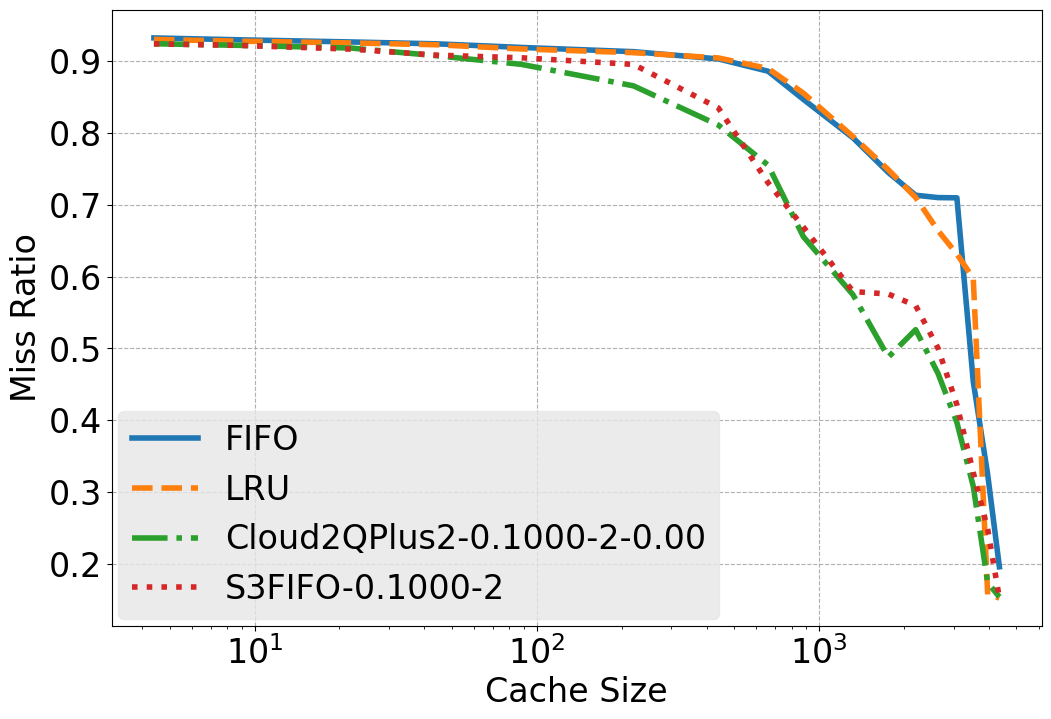 Miss Ratio
0.9
0.8
0.7
0.6
0.5
0.4
0.3
0.2
FIFO
LRU
Cloud2QPlus2-0.1000-2-0.00
S3FIFO-0.1000-2
10¹ 10² 10³
Cache Size